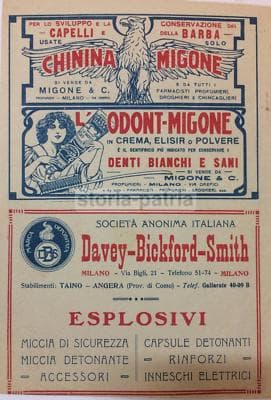 PER LO SVILUPPO E LA
CONSERVAZIONE DEI
CAPELLI E
DELLA BARBA
USATE
SOLO
CHININA MIGONE
SI VENDE DA
MIGONE & C.
PROFUMIERI - MILANO
E DA TUTTI I
FARMACISTI PROFUMIERI,
DROGHIERI E CHINCAGLIERI
L'ODONT-MIGONE
IN CREMA, ELISIR O POLVERE
È IL DENTIFRICIO PIÙ INDICATO PER CONSERVARE I
DENTI BIANCHI E SANI
SI VENDE DA
MIGONE & C.
PROFUMIERI - MILANO - VIA OREFICI
storia-patria
SOCIETÀ ANONIMA ITALIANA
DBS
Davey-Bickford-Smith
MILANO - Via Bigli, 21 - Telefono 51-74 - MILANO
Stabilimenti: TAINO - ANGERA (Prov. di Como) - Telef. Gallarate 40-09 B
ESPLOSIVI
MICCIA DI SICUREZZA
MICCIA DETONANTE
- ACCESSORI -
CAPSULE DETONANTI
- RINFORZI -
INNESCHI ELETTRICI